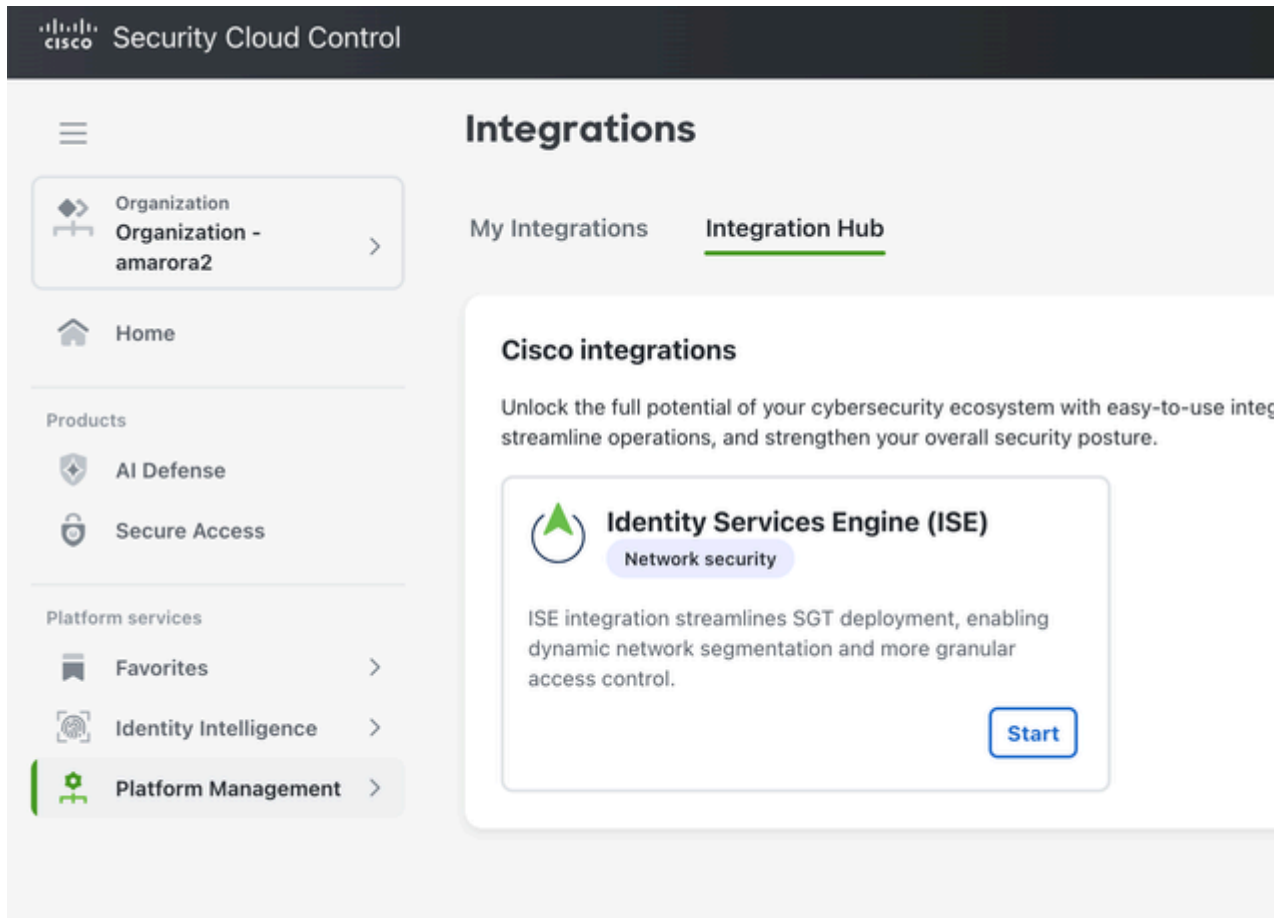 cisco Security Cloud Control
Integrations
Organization
Organization -
amarora2
My Integrations Integration Hub
Home
Products
AI Defense
Secure Access
Platform services
Favorites
Identity Intelligence
Platform Management
Cisco integrations
Unlock the full potential of your cybersecurity ecosystem with easy-to-use
streamline operations, and strengthen your overall security posture.
Identity Services Engine (ISE)
Network security
ISE integration streamlines SGT deployment, enabling
dynamic network segmentation and more granular
access control.
Start